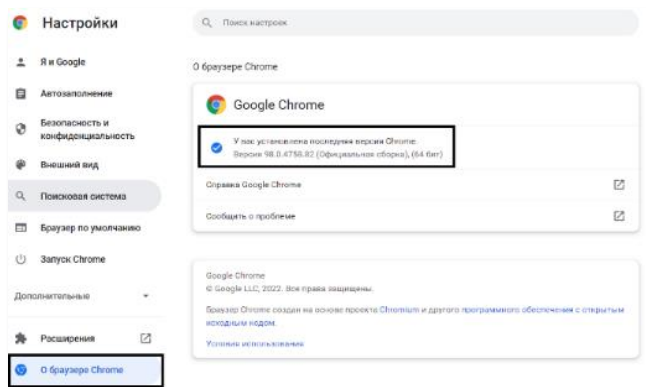 Настройки
Поиск настроек
Я и Google
Автозаполнение
Безопасность и
конфиденциальность
Внешний вид
Поисковая система
Браузер по умолчанию
Запуск Chrome
Дополнительные
Расширения
О браузере Chrome
О браузере Chrome
Google Chrome
У вас установлена последняя версия Chrome.
Версия 98.0.4758.82 (Официальная сборка), (64 бит)
Справка Google Chrome
Сообщить о проблеме
Google Chrome
© Google LLC, 2022. Все права защищены.
Браузер Chrome создан на основе проекта Chromium и другого программного обеспечения с открытым
исходным кодом.
Условия использования